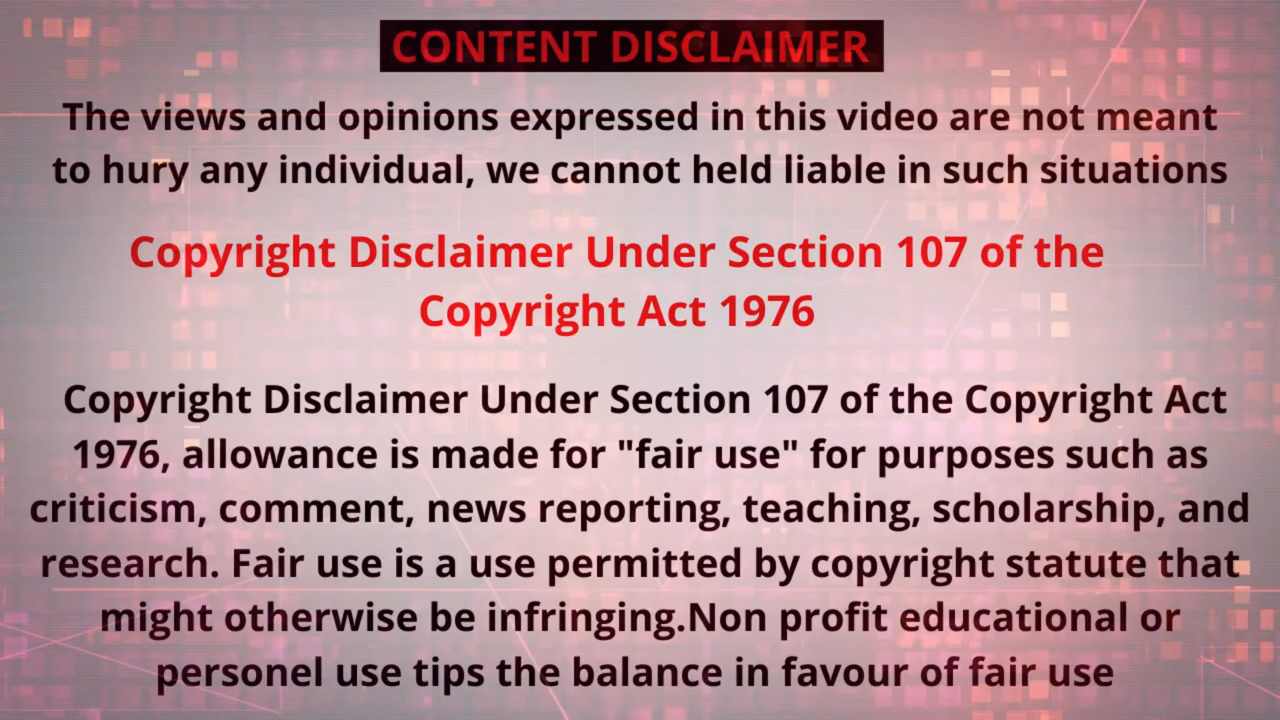 CONTENT DISCLAIMER
The views and opinions expressed in this video are not meant
to hury any individual, we cannot held liable in such situations
Copyright Disclaimer Under Section 107 of the
Copyright Act 1976
Copyright Disclaimer Under Section 107 of the Copyright Act
1976, allowance is made for "fair use" for purposes such as
criticism, comment, news reporting, teaching, scholarship, and
research. Fair use is a use permitted by copyright statute that
might otherwise be infringing.Non profit educational or
personel use tips the balance in favour of fair use